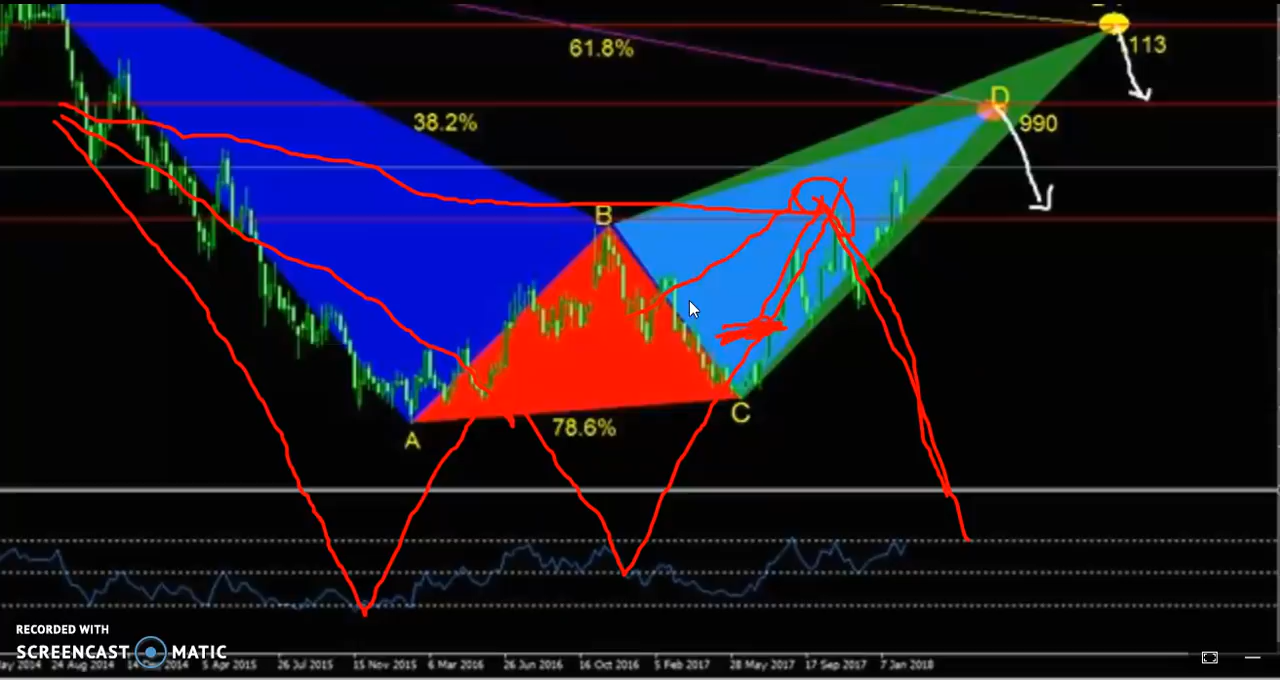 113
61.8%
D
990
38.2%
B
C
78.6%
A
RECORDED WITH
SCREENCAST MATIC
2014 24 Aug 2014 2014 5 Apr 2015 26 Jul 2015 15 Nov 2015 6 Mar 2016 26 Jun 2016 16 Oct 2016 5 Feb 2017 28 May 2017 17 Sep 2017 7 Jan 2018